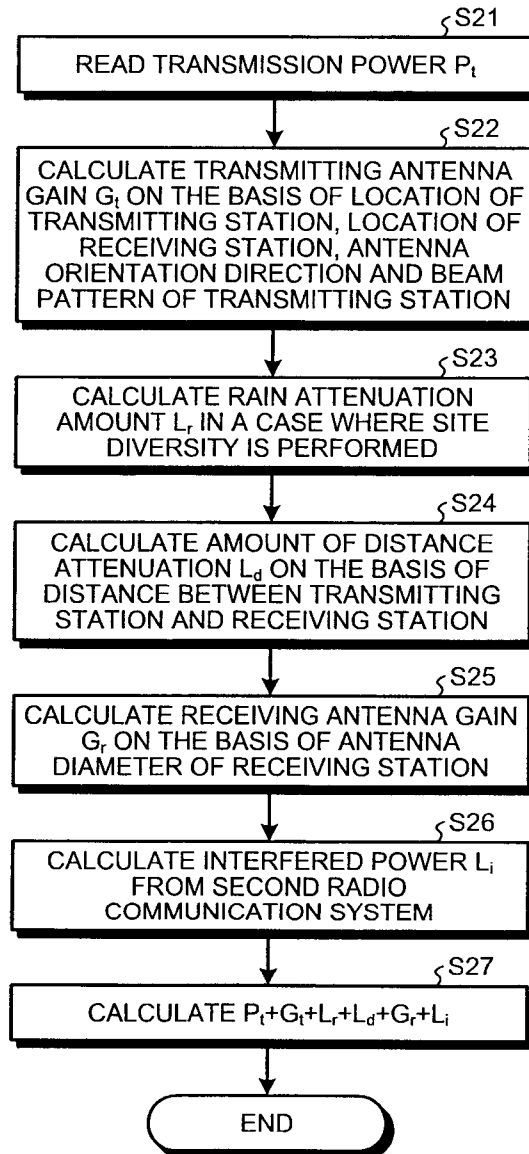 S21
READ TRANSMISSION POWER Pt
S22
CALCULATE TRANSMITTING ANTENNA
GAIN Gt ON THE BASIS OF LOCATION OF
TRANSMITTING STATION, LOCATION OF
RECEIVING STATION, ANTENNA
ORIENTATION DIRECTION AND BEAM
PATTERN OF TRANSMITTING STATION
S23
CALCULATE RAIN ATTENUATION
AMOUNT Lr IN A CASE WHERE SITE
DIVERSITY IS PERFORMED
S24
CALCULATE AMOUNT OF DISTANCE
ATTENUATION Ld ON THE BASIS OF
DISTANCE BETWEEN TRANSMITTING
STATION AND RECEIVING STATION
S25
CALCULATE RECEIVING ANTENNA GAIN
Gr ON THE BASIS OF ANTENNA
DIAMETER OF RECEIVING STATION
S26
CALCULATE INTERFERED POWER Li
FROM SECOND RADIO
COMMUNICATION SYSTEM
S27
CALCULATE Pt+Gt+Lr+Ld+Gr+Li
END